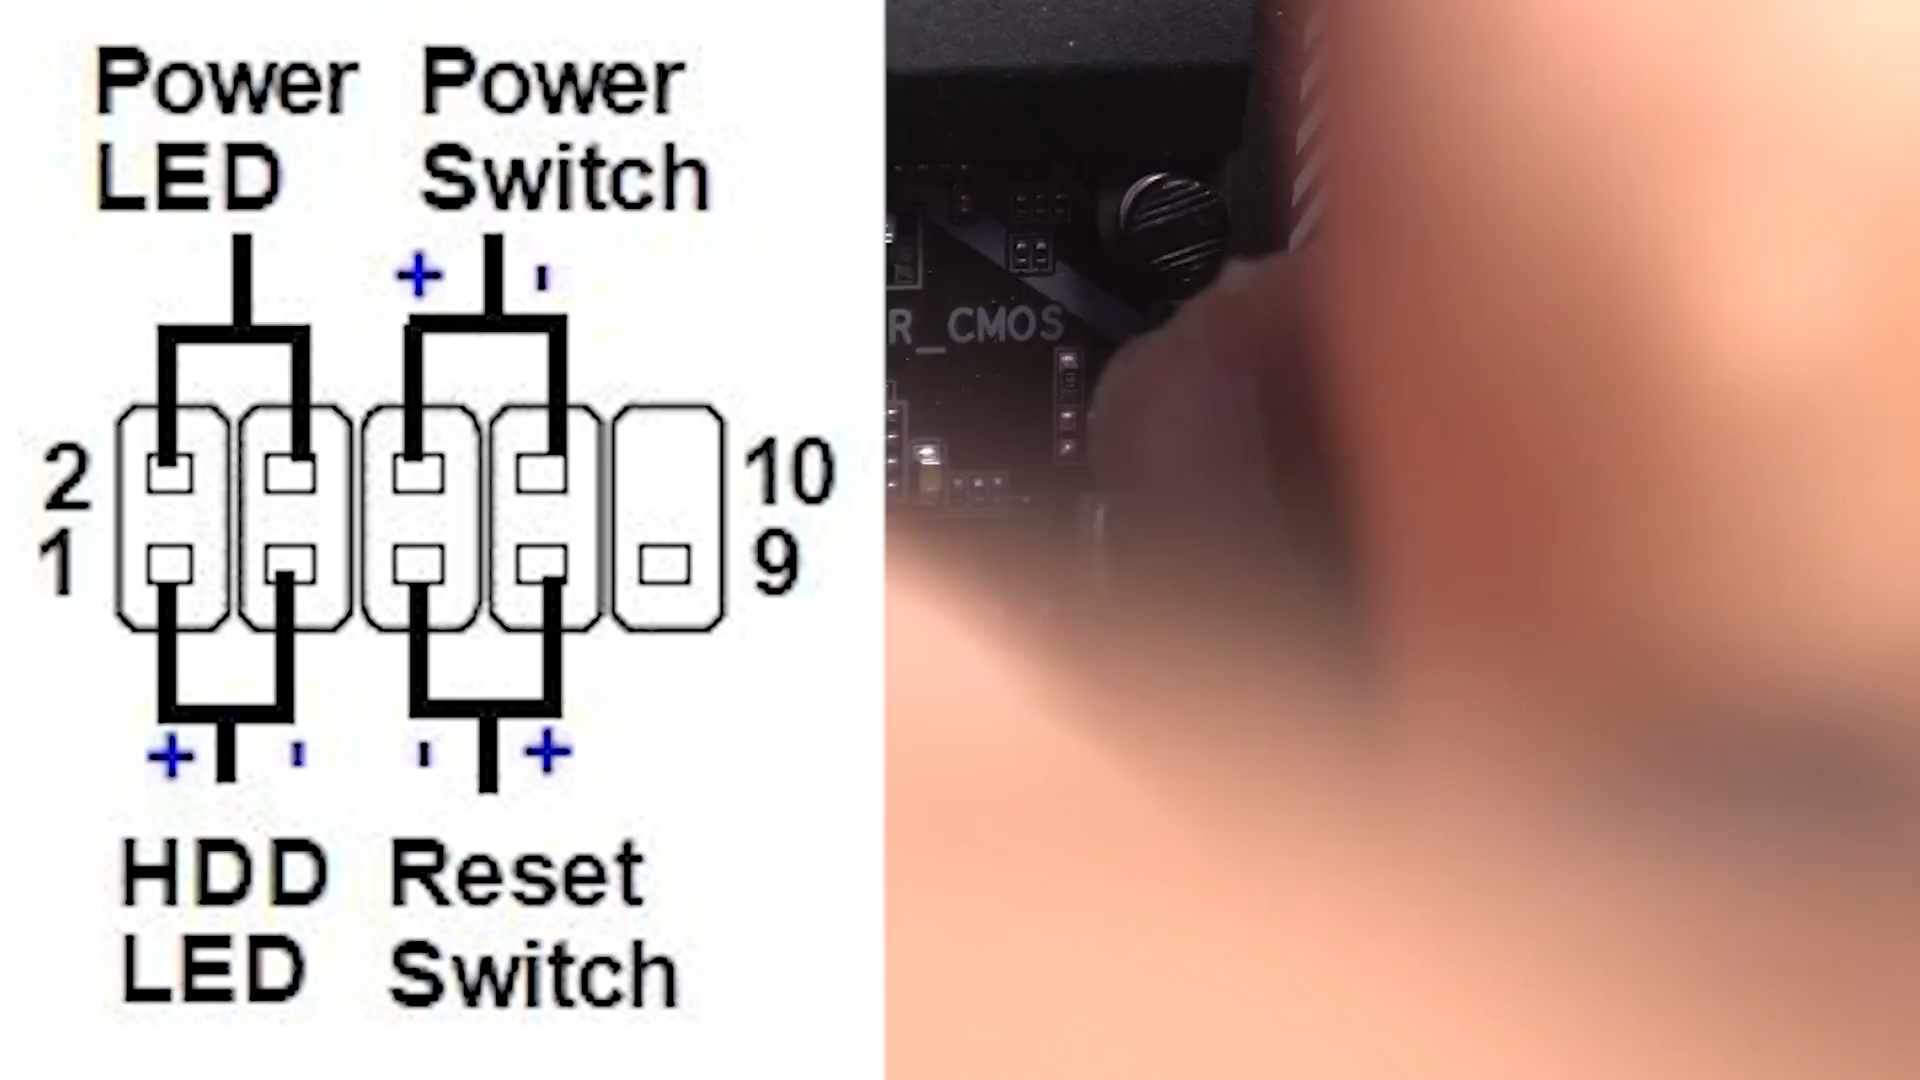 Power Power
LED Switch
+ -
2 10
1 9
+ - - +
HDD Reset
LED Switch
R_CMOS